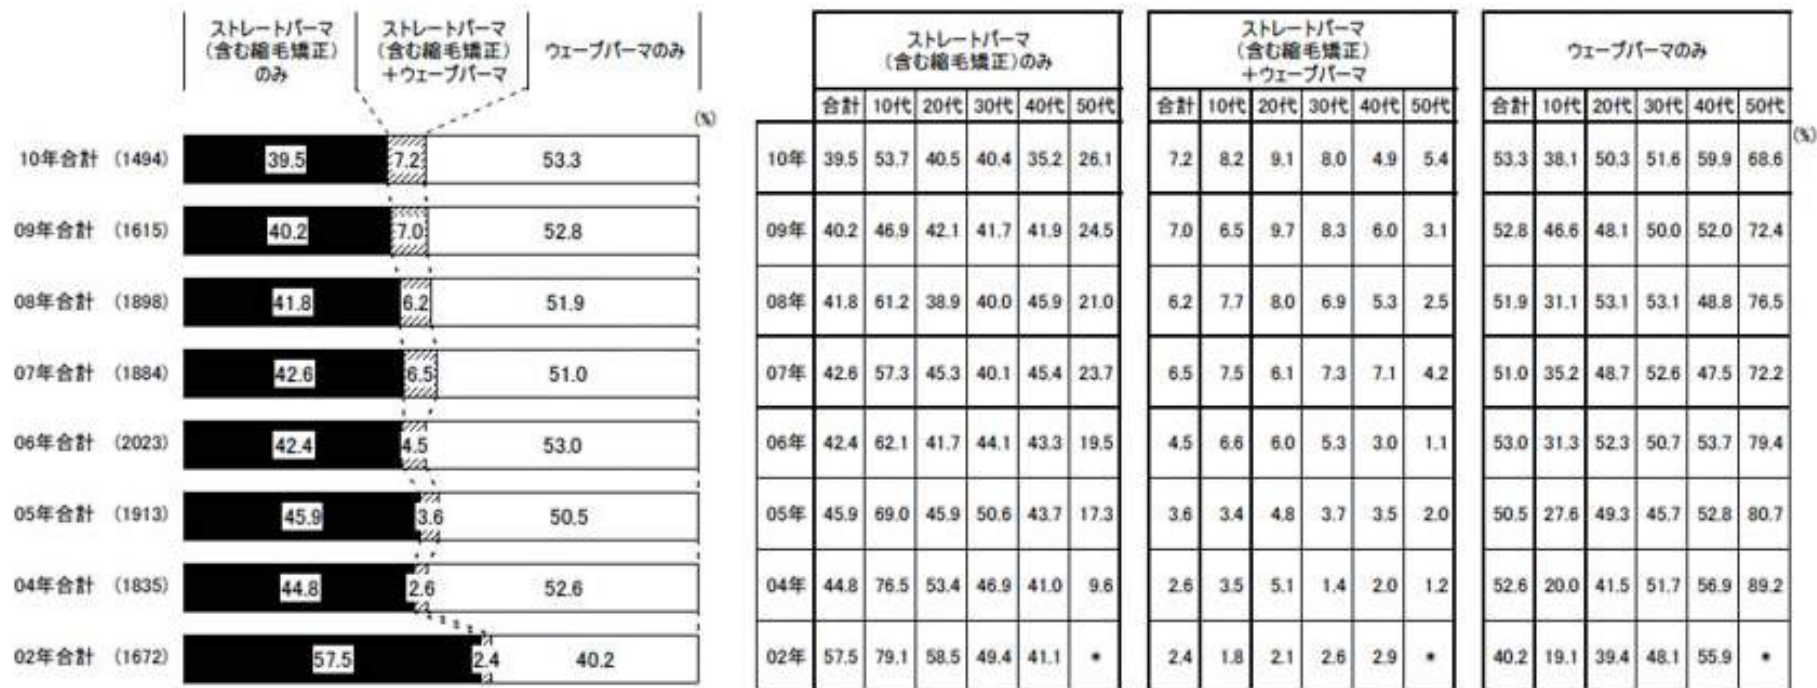 ストレートパーマ
(含む縮毛矯正)
のみ
ストレートパーマ
(含む縮毛矯正)
+ウェーブパーマ
ウェーブパーマのみ
(%)
10年合計 (1494) 39.5 7.2 53.3
09年合計 (1615) 40.2 7.0 52.8
08年合計 (1898) 41.8 6.2 51.9
07年合計 (1884) 42.6 6.5 51.0
06年合計 (2023) 42.4 4.5 53.0
05年合計 (1913) 45.9 3.6 50.5
04年合計 (1835) 44.8 2.6 52.6
02年合計 (1672) 57.5 2.4 40.2
ストレートパーマ
(含む縮毛矯正)のみ
ストレートパーマ
(含む縮毛矯正)
+ウェーブパーマ
ウェーブパーマのみ
合計 10代 20代 30代 40代 50代 合計 10代 20代 30代 40代 50代 合計 10代 20代 30代 40代 50代
(%)
10年 39.5 53.7 40.5 40.4 35.2 26.1 7.2 8.2 9.1 8.0 4.9 5.4 53.3 38.1 50.3 51.6 59.9 68.6
09年 40.2 46.9 42.1 41.7 41.9 24.5 7.0 6.5 9.7 8.3 6.0 3.1 52.8 46.6 48.1 50.0 52.0 72.4
08年 41.8 61.2 38.9 40.0 45.9 21.0 6.2 7.7 8.0 6.9 5.3 2.5 51.9 31.1 53.1 53.1 48.8 76.5
07年 42.6 57.3 45.3 40.1 45.4 23.7 6.5 7.5 6.1 7.3 7.1 4.2 51.0 35.2 48.7 52.6 47.5 72.2
06年 42.4 62.1 41.7 44.1 43.3 19.5 4.5 6.6 6.0 5.3 3.0 1.1 53.0 31.3 52.3 50.7 53.7 79.4
05年 45.9 69.0 45.9 50.6 43.7 17.3 3.6 3.4 4.8 3.7 3.5 2.0 50.5 27.6 49.3 45.7 52.8 80.7
04年 44.8 76.5 53.4 46.9 41.0 9.6 2.6 3.5 5.1 1.4 2.0 1.2 52.6 20.0 41.5 51.7 56.9 89.2
02年 57.5 79.1 58.5 49.4 41.1 * 2.4 1.8 2.1 2.6 2.9 * 40.2 19.1 39.4 48.1 55.9 *